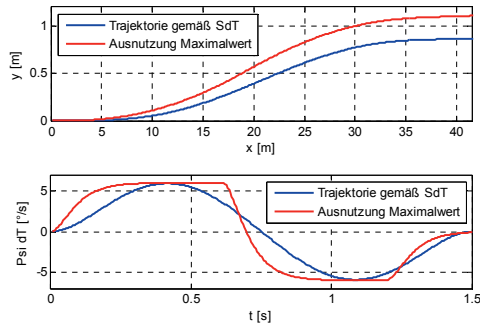 Trajektorie gemäß SdT
Ausnutzung Maximalwert
y [m]
1
0.5
0
0
5
10
15
20
25
30
35
40
x [m]
Trajektorie gemäß SdT
Ausnutzung Maximalwert
Psi dT [°/s]
5
0
-5
0
0.5
1
1.5
t [s]